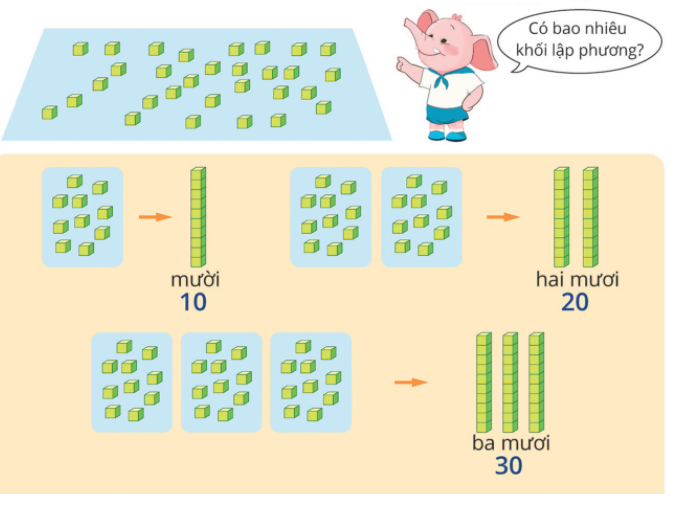 Có bao nhiêu
khối lập phương?
mười
10
hai mươi
20
ba mươi
30